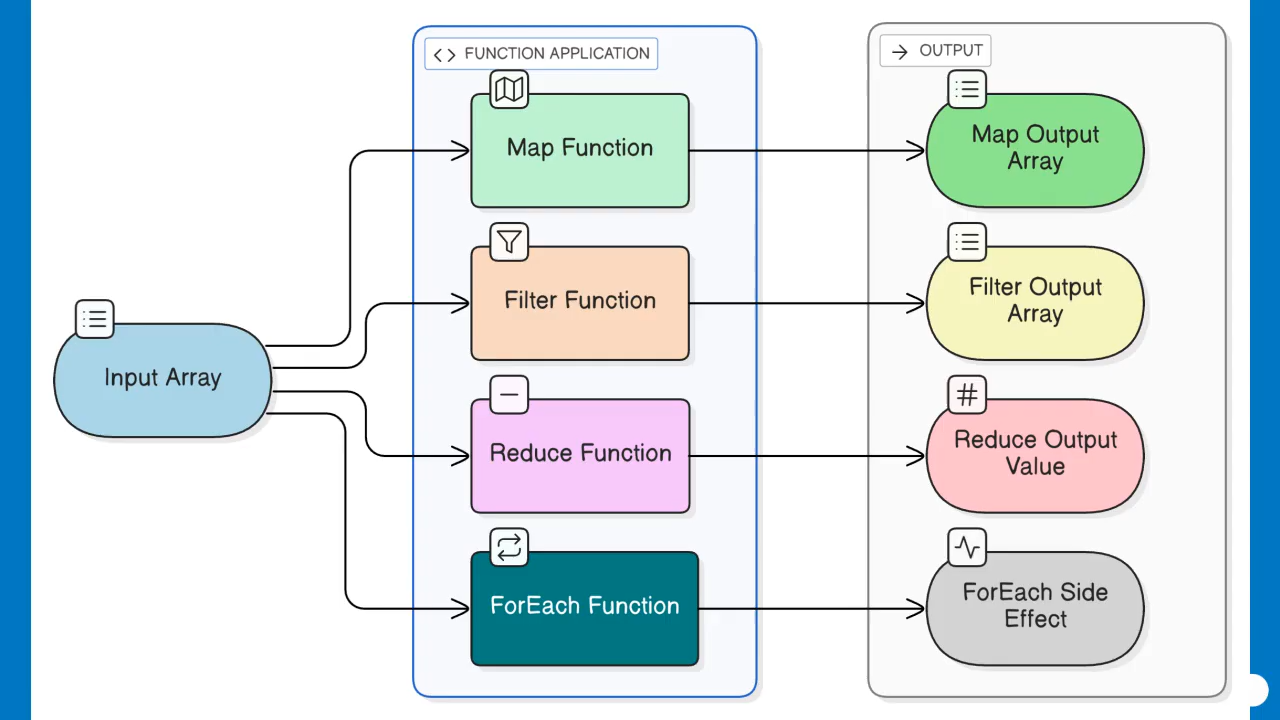 FUNCTION APPLICATION
OUTPUT
Map Function
Map Output
Array
Filter Function
Filter Output
Array
Input Array
Reduce Function
Reduce Output
Value
ForEach Function
ForEach Side
Effect